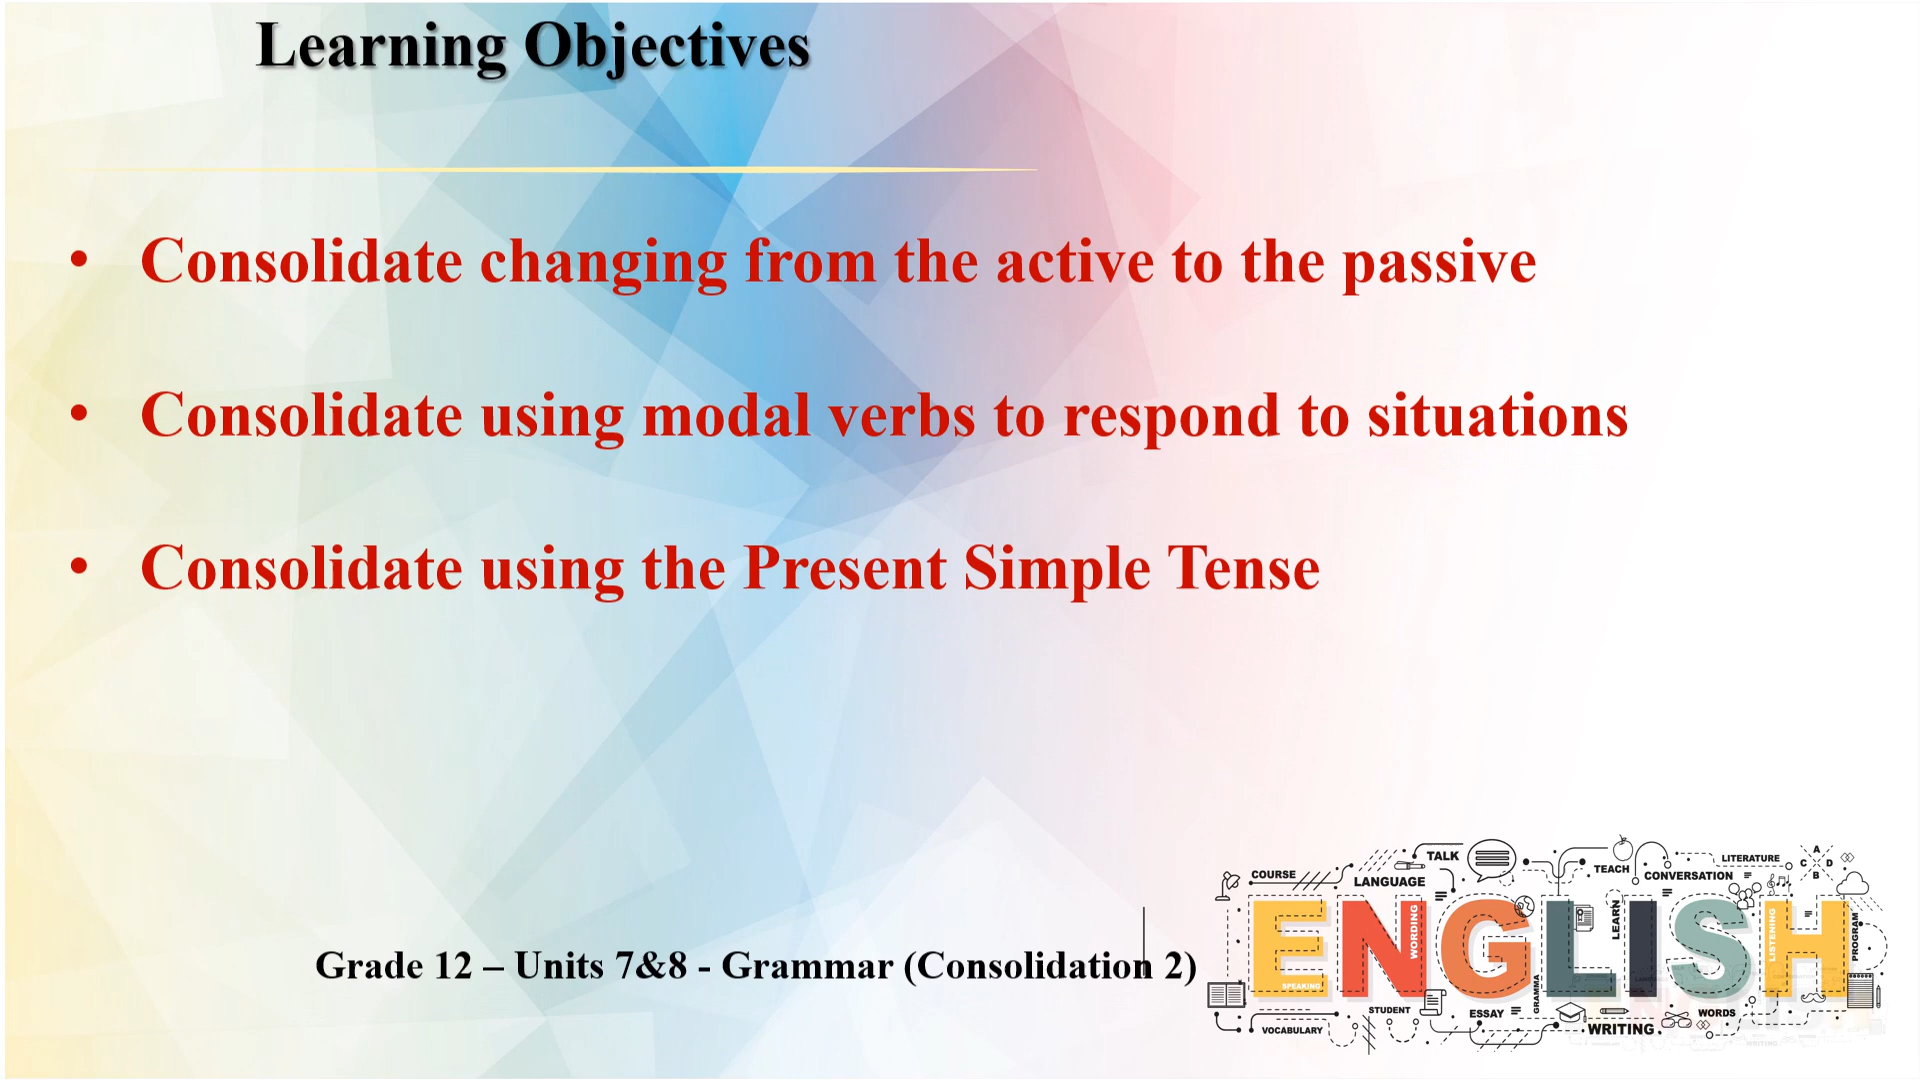 Learning Objectives
• Consolidate changing from the active to the passive
• Consolidate using modal verbs to respond to situations
• Consolidate using the Present Simple Tense
Grade 12 – Units 7&8 - Grammar (Consolidation 2)
TALK
COURSE
LANGUAGE
TEACH
CONVERSATION
LITERATURE
A
C D
B
ENGLISH
WORDING
LEARN
LISTENING
PROGRAM
SPEAKING
GRAMMAR
STUDENT
ESSAY
WORDS
VOCABULARY
WRITING